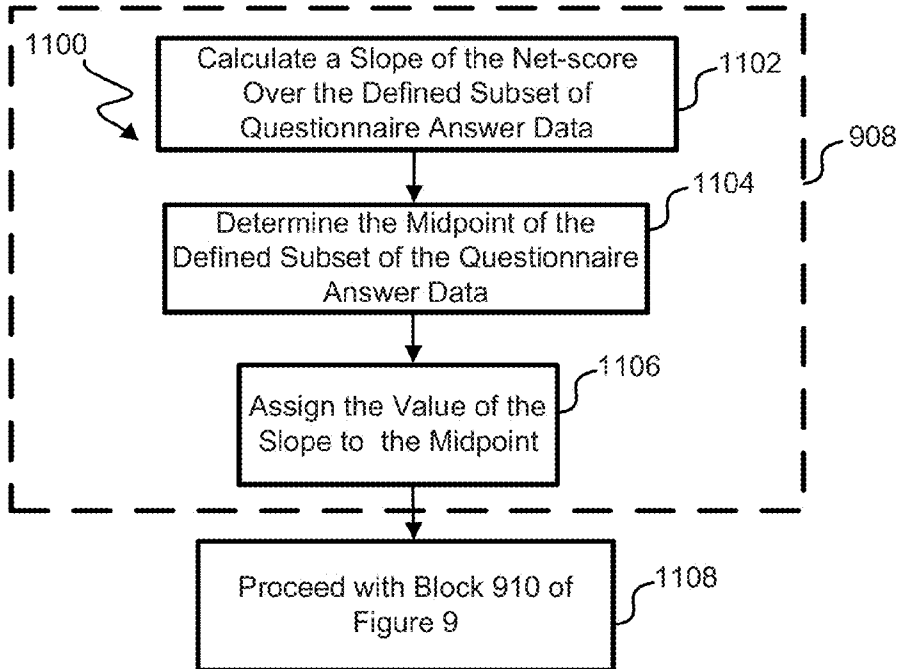 1100
Calculate a Slope of the Net-score
Over the Defined Subset of
Questionnaire Answer Data
1102
908
1104
Determine the Midpoint of the
Defined Subset of the Questionnaire
Answer Data
1106
Assign the Value of the
Slope to the Midpoint
Proceed with Block 910 of
Figure 9
1108